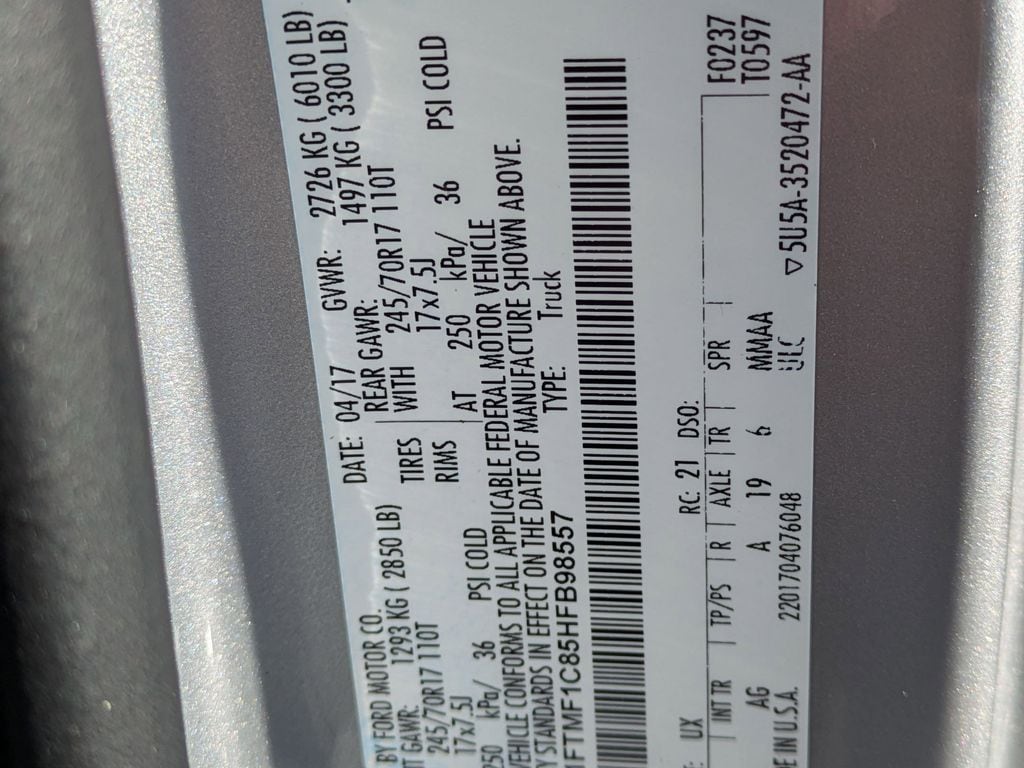 BY FORD MOTOR CO.
DATE: 04/17 GVWR: 2726 KG ( 6010 LB)
T GAWR: 1293 KG ( 2850 LB) REAR GAWR: 1497 KG ( 3300 LB)
245/70R17 110T TIRES WITH 245/70R17 110T
17x7.5J RIMS 17x7.5J
250 kPa/ 36 PSI COLD AT 250 kPa/ 36 PSI COLD
VEHICLE CONFORMS TO ALL APPLICABLE FEDERAL MOTOR VEHICLE
Y STANDARDS IN EFFECT ON THE DATE OF MANUFACTURE SHOWN ABOVE.
1FTMF1C85HFB98557 TYPE: Truck
F0237
T0597
: UX RC: 21 DSO:
INT TR TP/PS R AXLE TR SPR
AG A 19 6 MMAA
DE IN U.S.A. 2201704076048 ULC ▽5U5A-3520472-AA